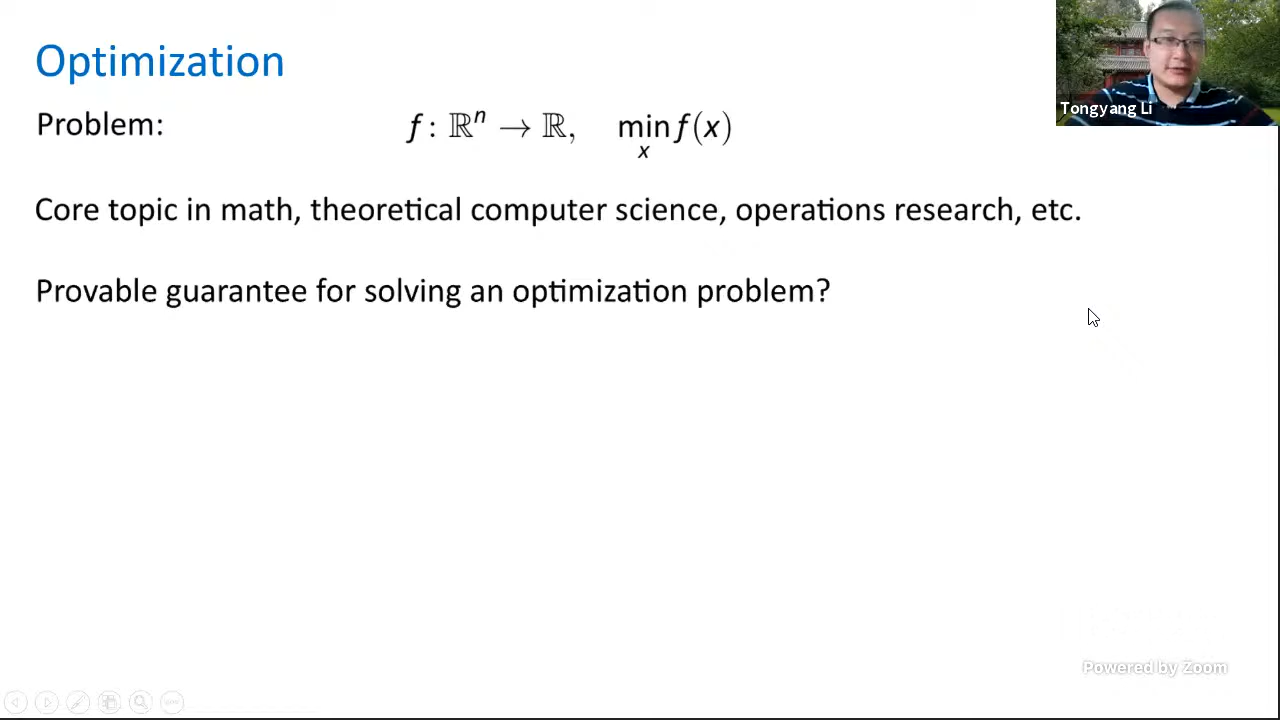 Optimization
Tongyang Li
Problem: f: ℝⁿ → ℝ, min_x f(x)
Core topic in math, theoretical computer science, operations research, etc.
Provable guarantee for solving an optimization problem?
Powered by Zoom